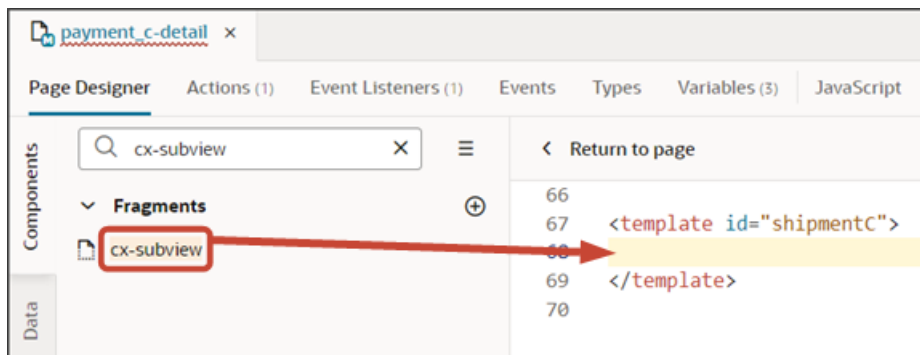 payment_c-detail ×
Page Designer Actions (1) Event Listeners (1) Events Types Variables (3) JavaScript
Components
Data
cx-subview ×
Fragments
cx-subview
Return to page
66
67 <template id="shipmentC">
68
69 </template>
70